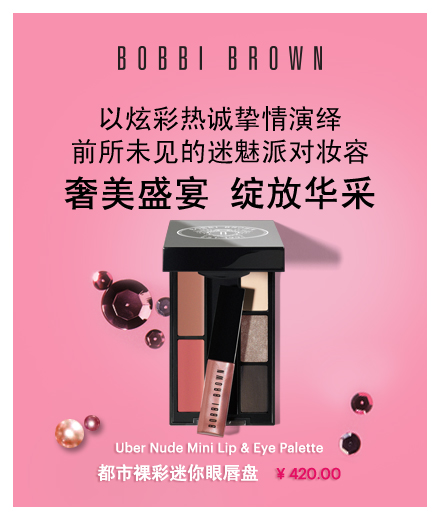 BOBBI BROWN
以炫彩热诚挚情演绎
前所未见的迷魅派对妆容
奢美盛宴 绽放华采
BOBBI BROWN
Uber Nude Mini Lip & Eye Palette
都市裸彩迷你眼唇盘 ¥420.00